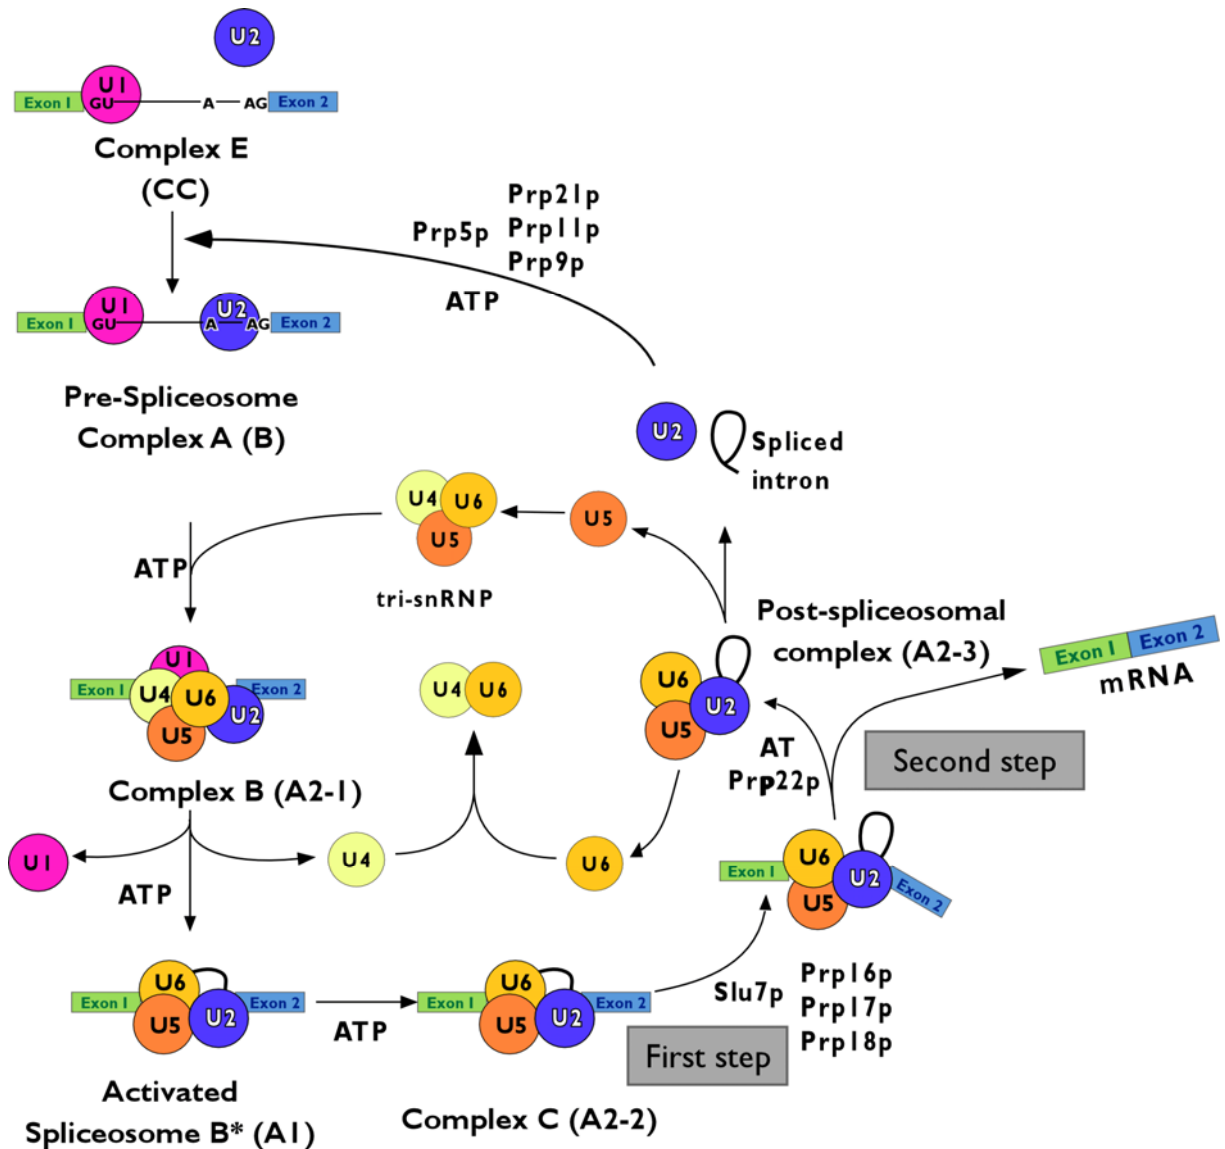 U2
U1
Exon 1 GU A AG Exon 2
Complex E
(CC)
Prp21p
Prp5p Prp11p
Prp9p
ATP
U1 U2
Exon 1 GU A AG Exon 2
Pre-Spliceosome
Complex A (B)
U2 Spliced
intron
U4 U6
U5 U5
ATP
tri-snRNP
Post-spliceosomal
complex (A2-3)
Exon 1 Exon 2
mRNA
U1
Exon 1 U4 U6 U2 Exon 2
U5
U4 U6
U6
U2
U5
AT
Prp22p
Second step
Complex B (A2-1)
U1
U4
U6
ATP
Exon 1 U6 U2 Exon 2
U5
U6
Exon 1 U5 U2 Exon 2
ATP
U6
Exon 1 U5 U2 Exon 2
Slu7p Prp16p
Prp17p
Prp18p
First step
Activated
Spliceosome B* (A1)
Complex C (A2-2)